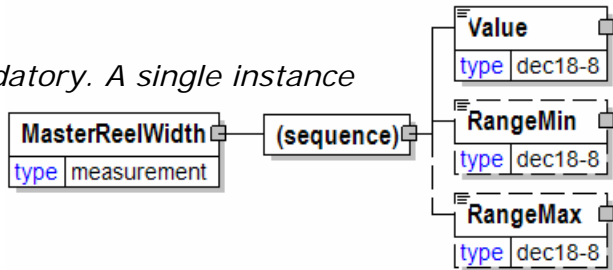 Value
type dec18-8
datory. A single instance
MasterReelWidth
type measurement
(sequence)
RangeMin
type dec18-8
RangeMax
type dec18-8